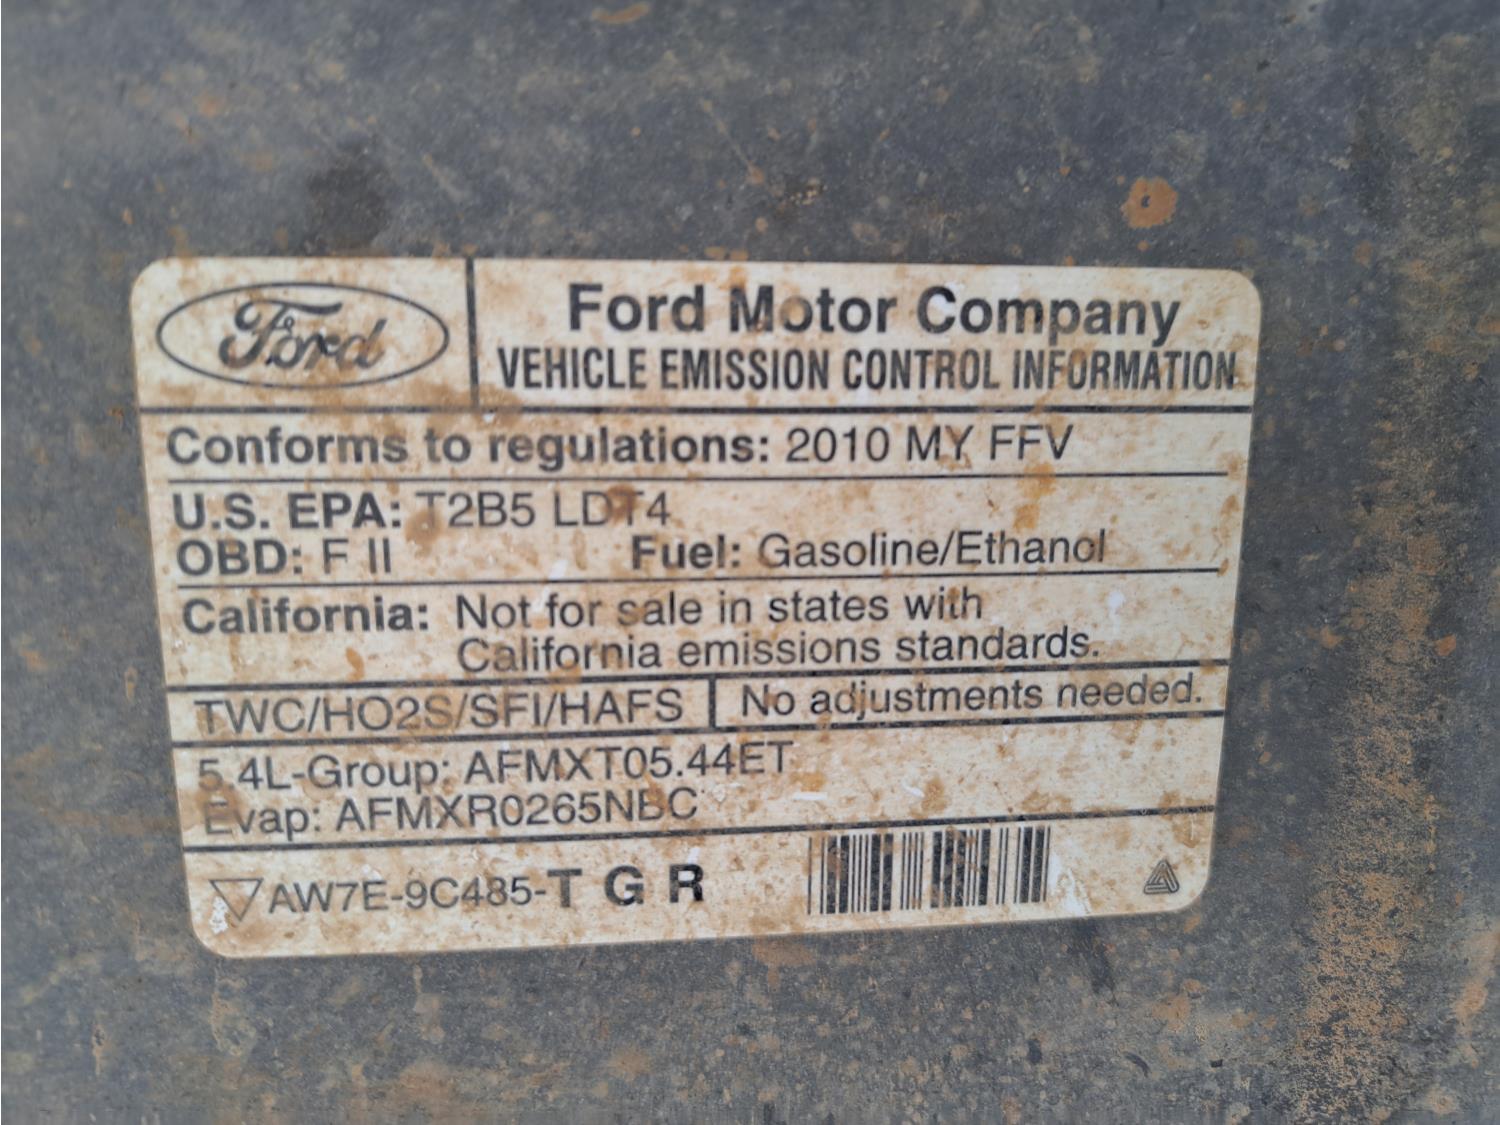 Ford
Ford Motor Company
VEHICLE EMISSION CONTROL INFORMATION
Conforms to regulations: 2010 MY FFV
U.S. EPA: T2B5 LDT4
OBD: F II Fuel: Gasoline/Ethanol
California: Not for sale in states with
California emissions standards.
TWC/HO2S/SFI/HAFS No adjustments needed.
5.4L-Group: AFMXT05.44ET
Evap: AFMXR0265NBC
AW7E-9C485-T G R